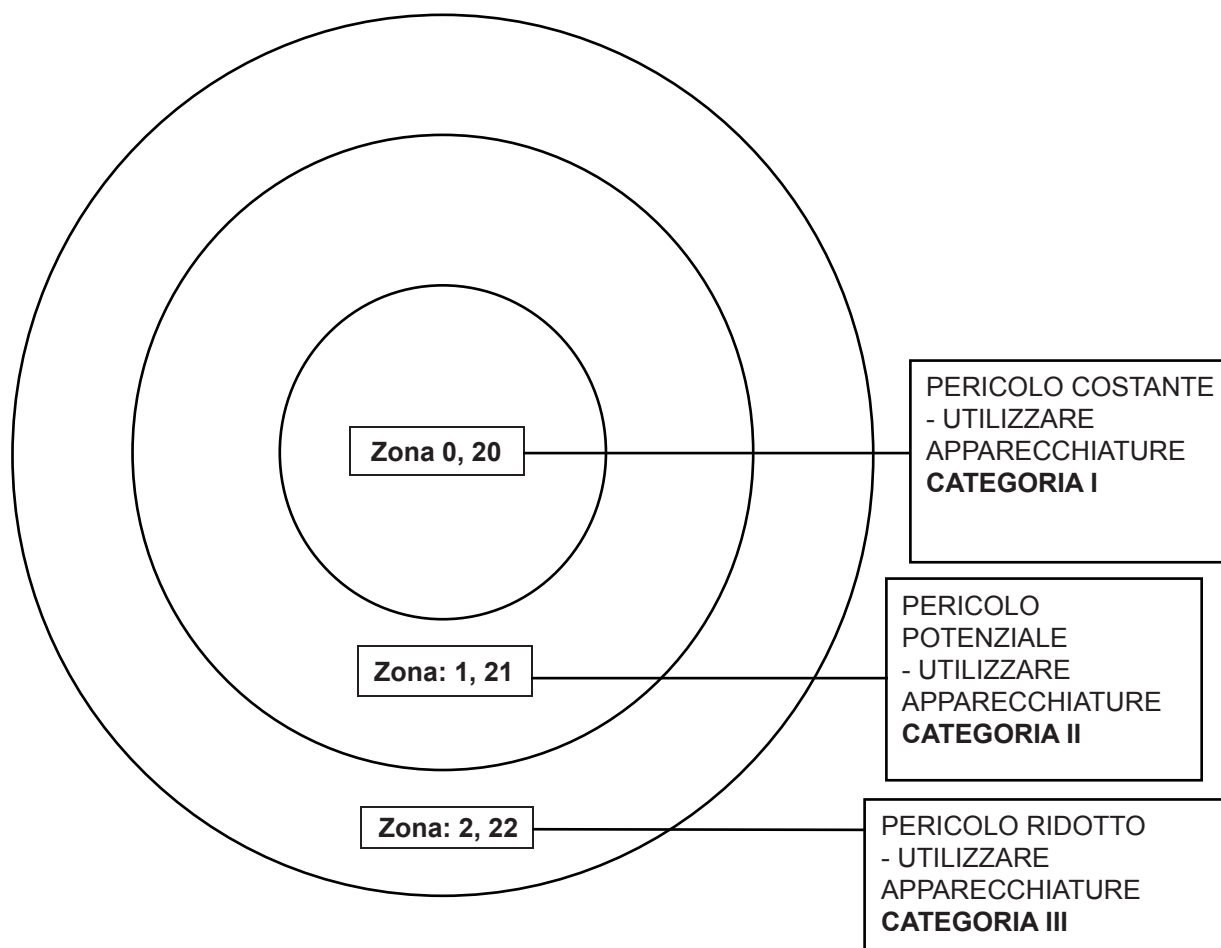 Zona 0, 20
PERICOLO COSTANTE
- UTILIZZARE
APPARECCHIATURE
CATEGORIA I
Zona: 1, 21
PERICOLO
POTENZIALE
- UTILIZZARE
APPARECCHIATURE
CATEGORIA II
Zona: 2, 22
PERICOLO RIDOTTO
- UTILIZZARE
APPARECCHIATURE
CATEGORIA III